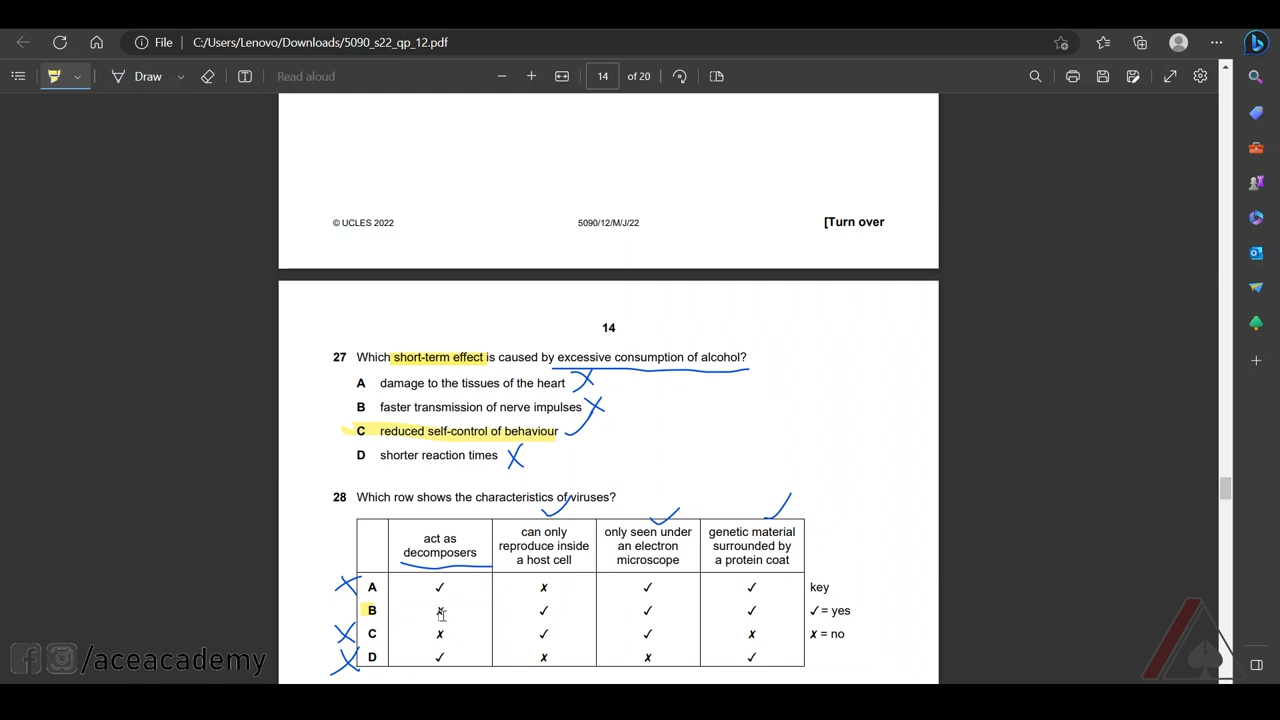 File C:/Users/Lenovo/Downloads/5090_s22_qp_12.pdf
Draw Read aloud 14 of 20
© UCLES 2022 5090/12/M/J/22 [Turn over
14
27 Which short-term effect is caused by excessive consumption of alcohol?
A damage to the tissues of the heart
B faster transmission of nerve impulses
C reduced self-control of behaviour
D shorter reaction times
28 Which row shows the characteristics of viruses?
act as decomposers can only reproduce inside a host cell only seen under an electron microscope genetic material surrounded by a protein coat
A ✓ ✗ ✓ ✓ key
B ✗ ✓ ✓ ✓ ✓ = yes
C ✗ ✓ ✓ ✗ ✗ = no
D ✓ ✗ ✗ ✓
/aceacademy